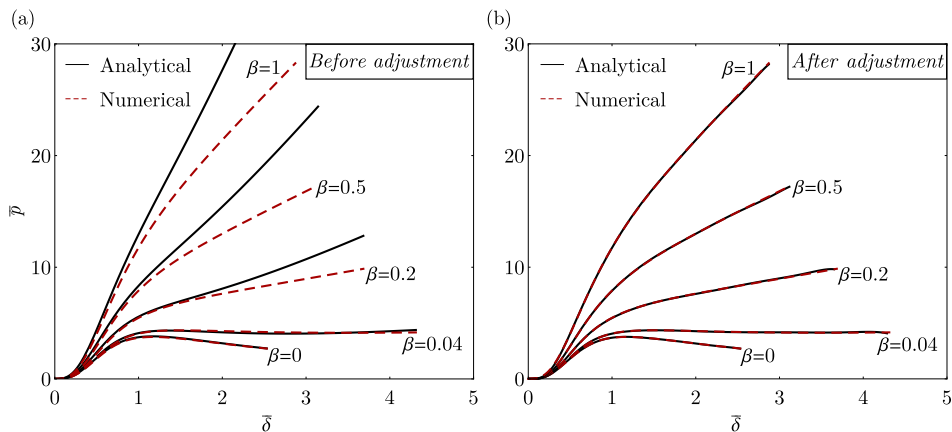 (a)
Before adjustment
Analytical
Numerical
β=1
β=0.5
β=0.2
β=0.04
β=0
30
20
10
0
p̅
0 1 2 3 4 5
δ̅
(b)
After adjustment
Analytical
Numerical
β=1
β=0.5
β=0.2
β=0.04
β=0
30
20
10
0
0 1 2 3 4 5
δ̅